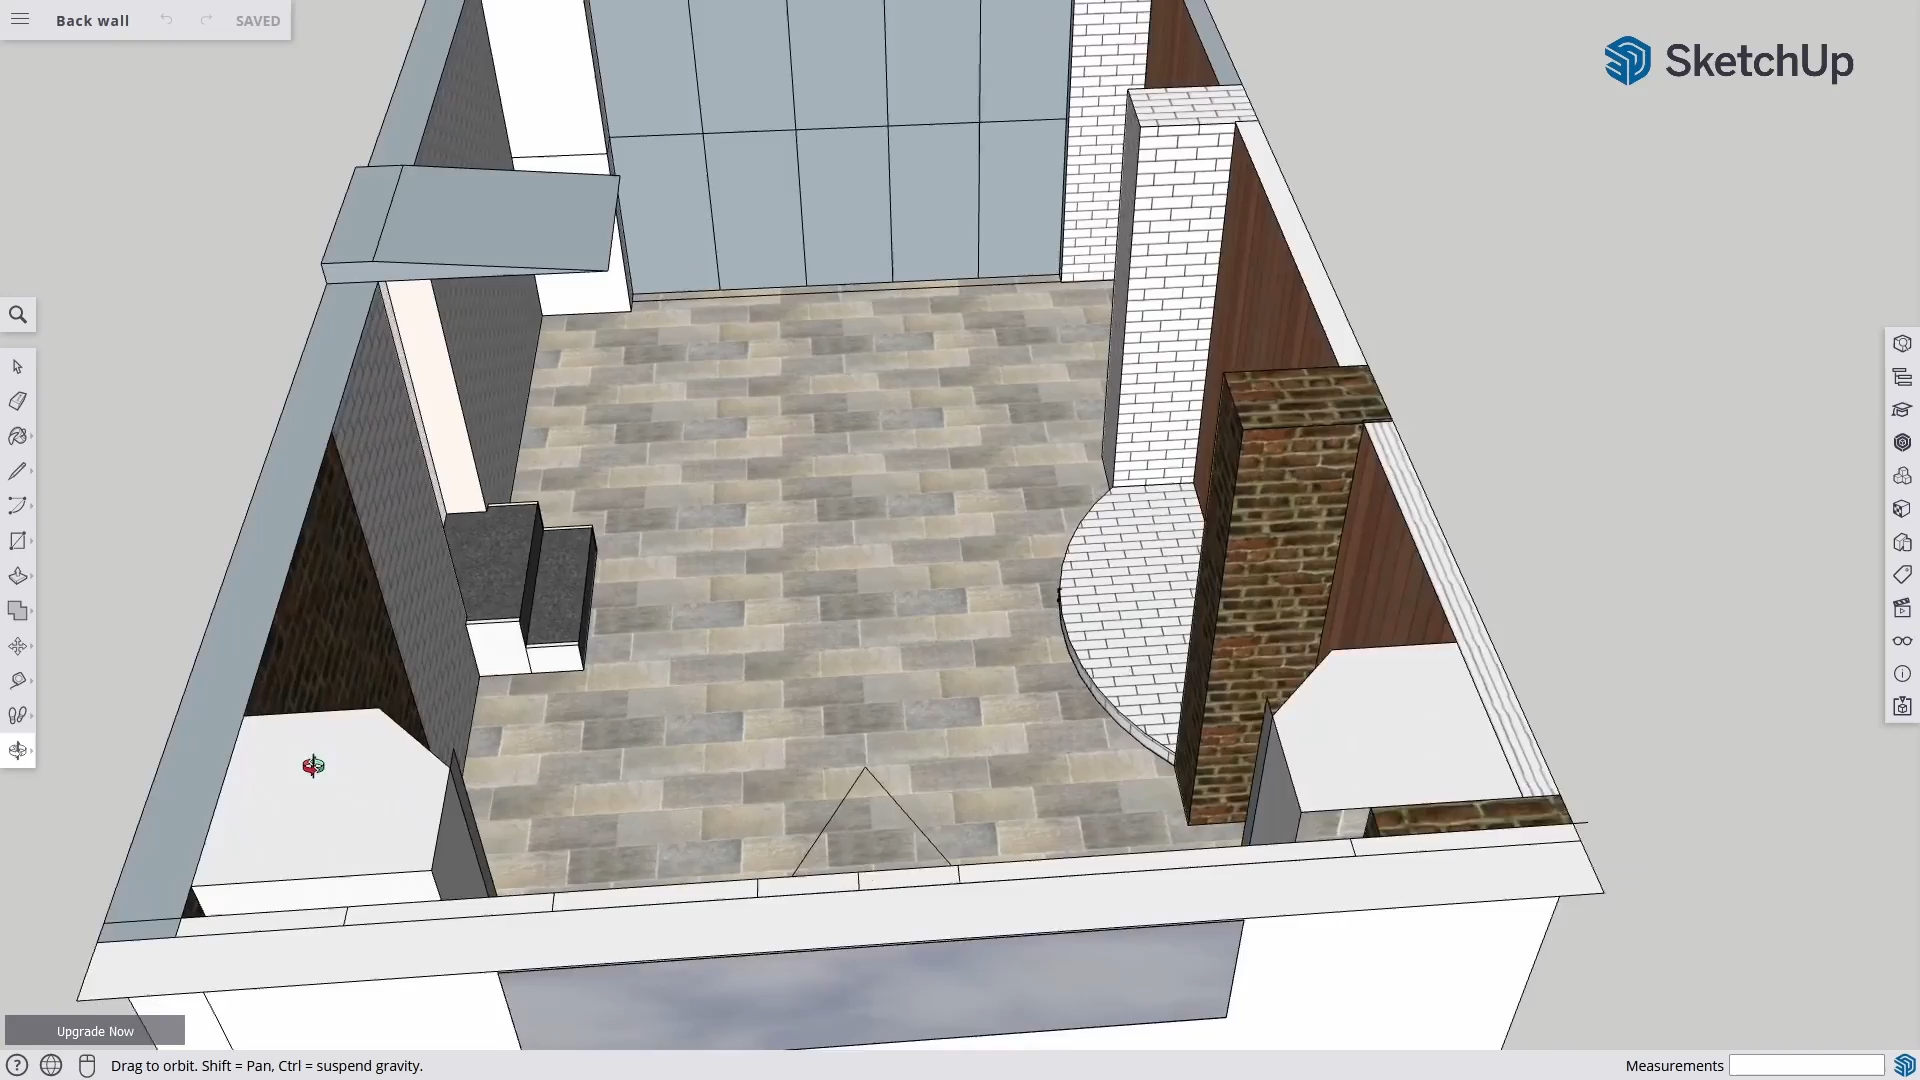 Back wall
SAVED
SketchUp
Upgrade Now
Drag to orbit. Shift = Pan, Ctrl = suspend gravity.
Measurements